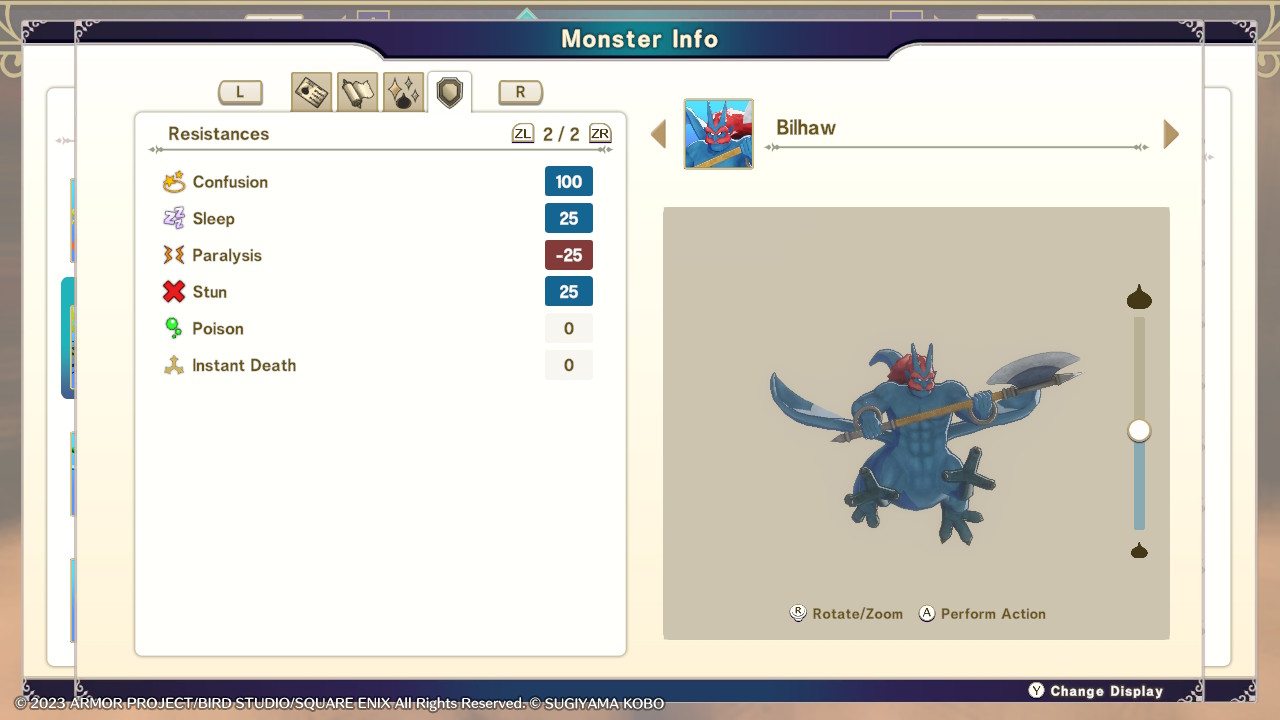 Monster Info
L
R
Resistances
ZL 2 / 2 ZR
Confusion 100
Sleep 25
Paralysis -25
Stun 25
Poison 0
Instant Death 0
Bilhaw
R Rotate/Zoom A Perform Action
Y Change Display
© 2023 ARMOR PROJECT/BIRD STUDIO/SQUARE ENIX All Rights Reserved. © SUGIYAMA KOBO